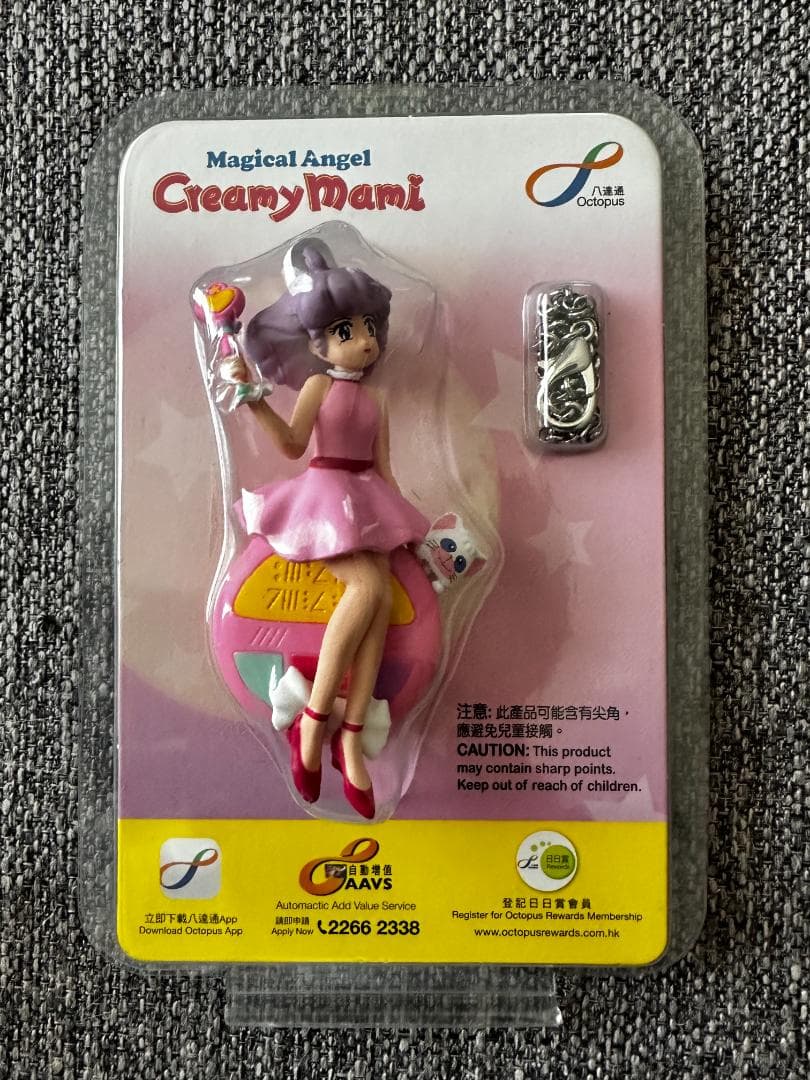 Magical Angel
Creamy Mami
八達通
Octopus
注意: 此產品可能含有尖角，
應避免兒童接觸。
CAUTION: This product
may contain sharp points.
Keep out of reach of children.
立即下載八達通App
Download Octopus App
自動增值
AAVS
Automactic Add Value Service
請即申請
Apply Now 2266 2338
日日賞
Rewards
登記日日賞會員
Register for Octopus Rewards Membership
www.octopusrewards.com.hk